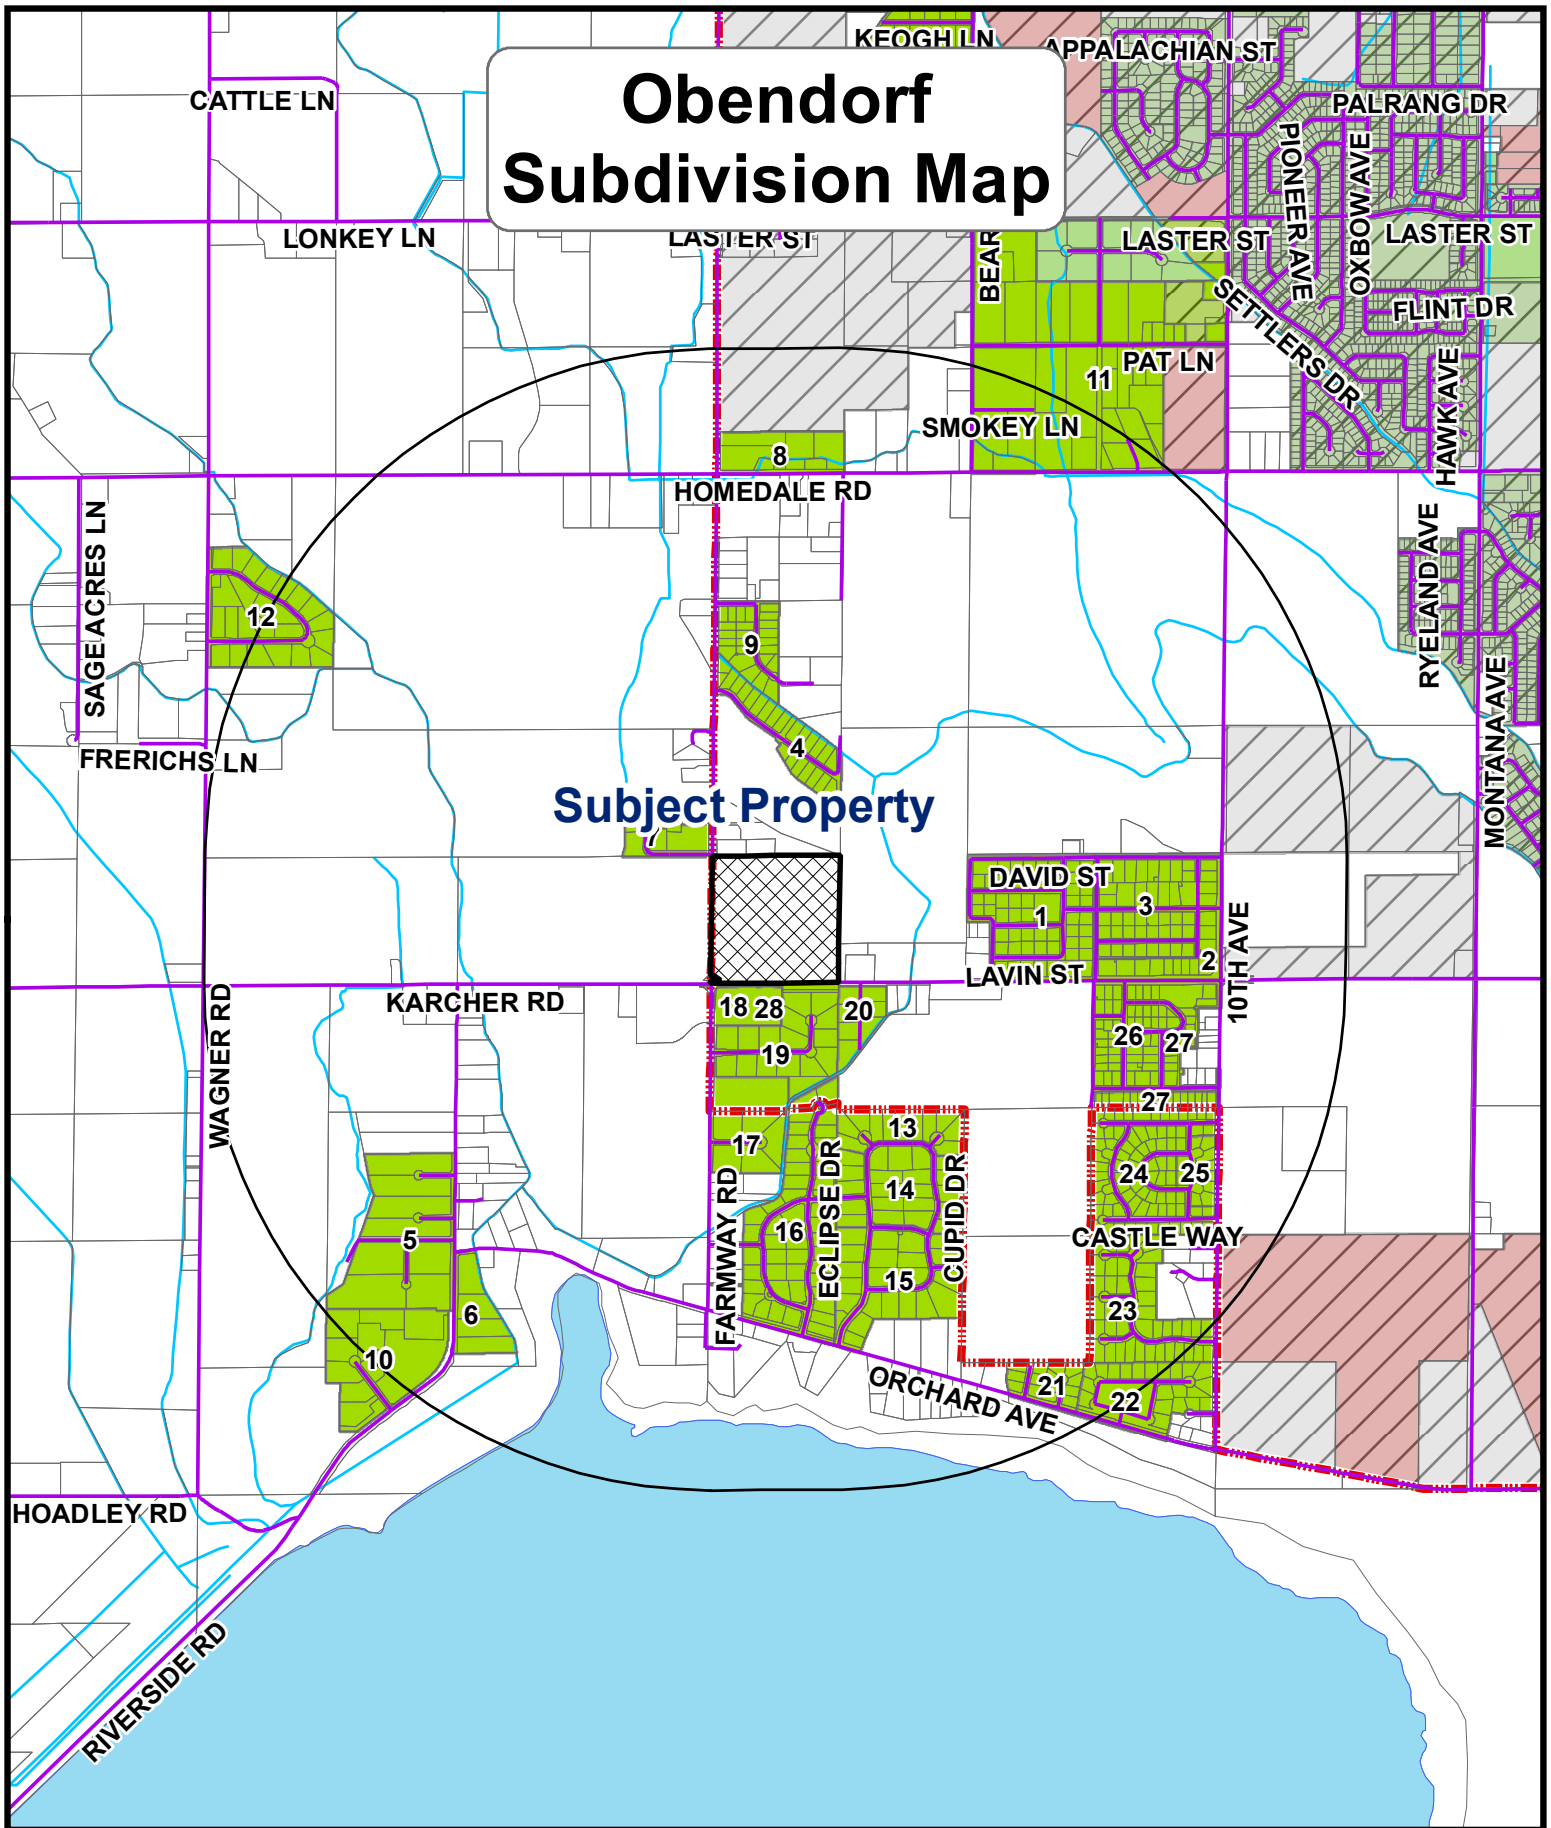 KEOGH LN
APPALACHIAN ST
Obendorf
Subdivision Map
CATTLE LN
PALRANG DR
PIONEER AVE
OXBOW AVE
LONKEY LN
LASTER ST
BEAR
LASTER ST
LASTER ST
SETTLERS DR
FLINT DR
PAT LN
11
HAWK AVE
SMOKEY LN
8
HOMEDALE RD
SAGE ACRES LN
RYELAND AVE
12
9
MONTANA AVE
4
FRERICHS LN
Subject Property
7
DAVID ST
1
3
2
10TH AVE
LAVIN ST
KARCHER RD
WAGNER RD
18
28
20
19
26
27
27
13
17
FARMWAY RD
ECLIPSE DR
14
CUPID DR
24
25
16
CASTLE WAY
5
15
6
23
10
ORCHARD AVE
21
22
HOADLEY RD
RIVERSIDE RD